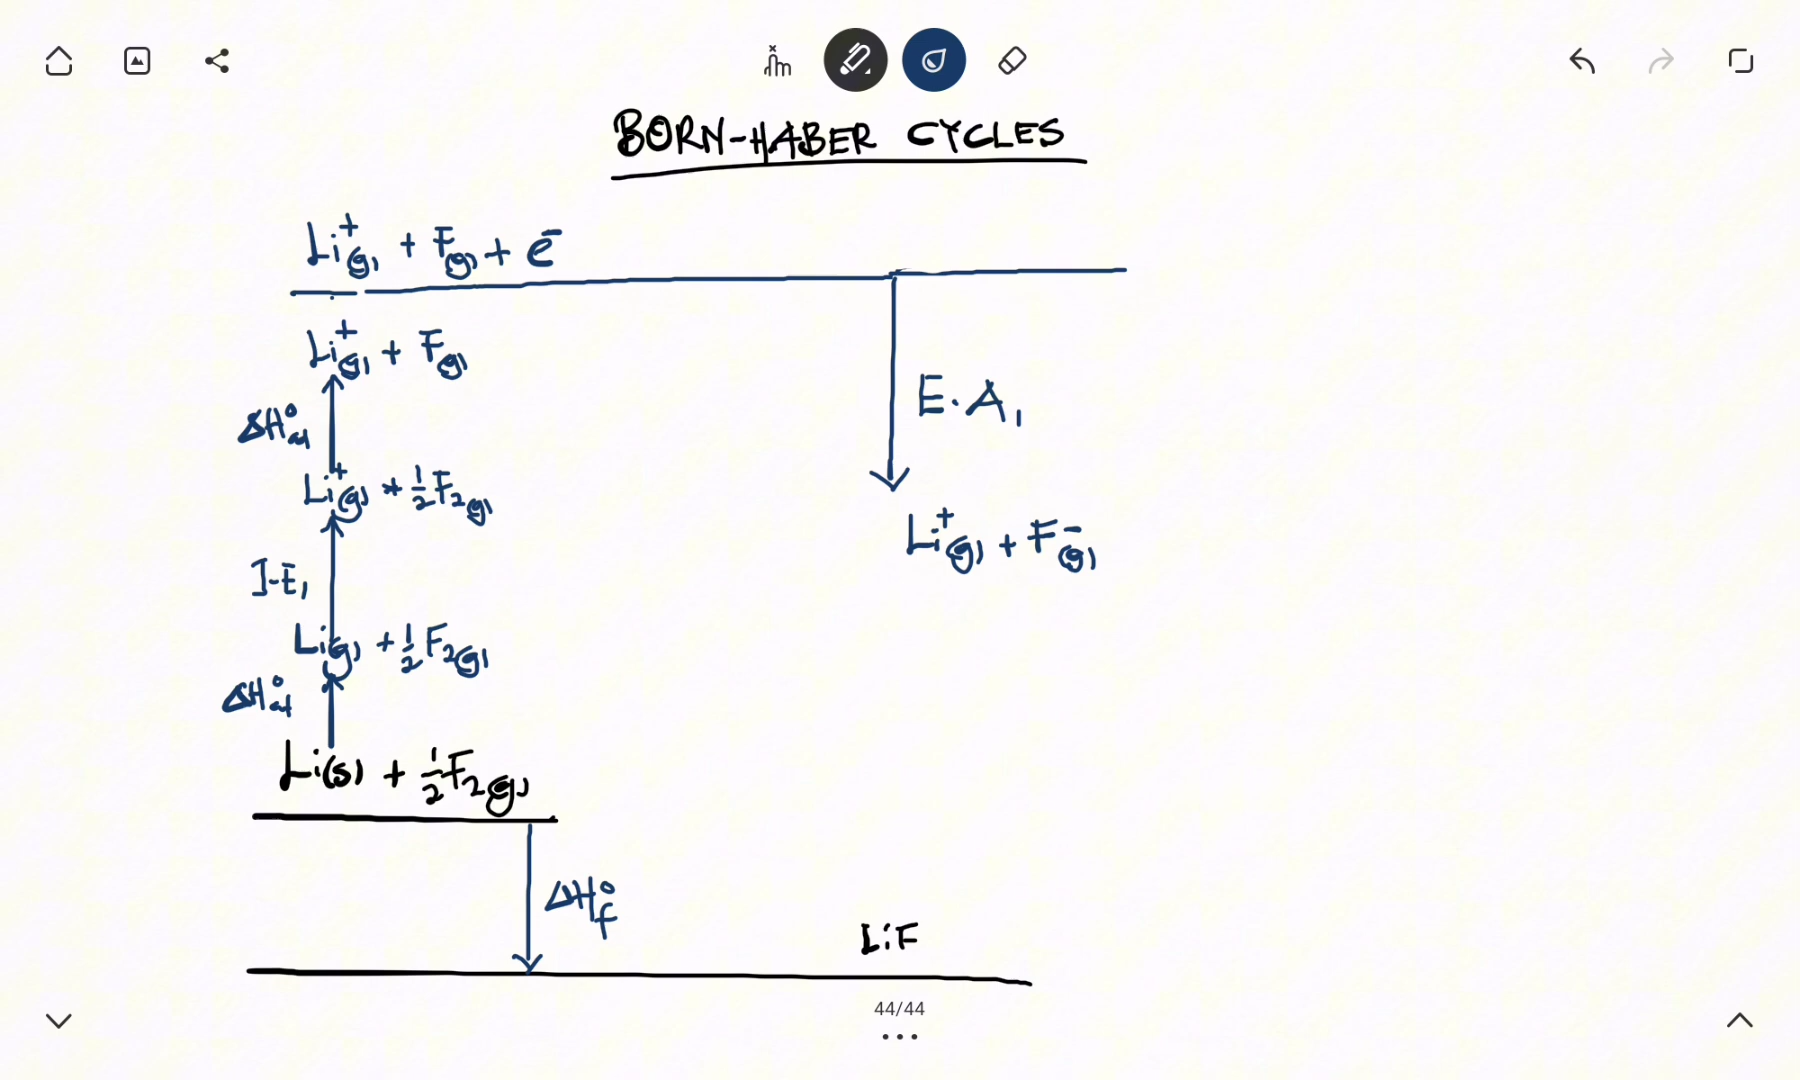 BORN-HABER CYCLES
Li⁺(g) + F(g) + e⁻
Li⁺(g) + F(g)
ΔH°at
E.A₁
Li⁺(g) + ½F₂(g)
Li⁺(g) + F⁻(g)
I.E₁
Li(g) + ½F₂(g)
ΔH°at
Li(s) + ½F₂(g)
ΔH°f
LiF
44/44